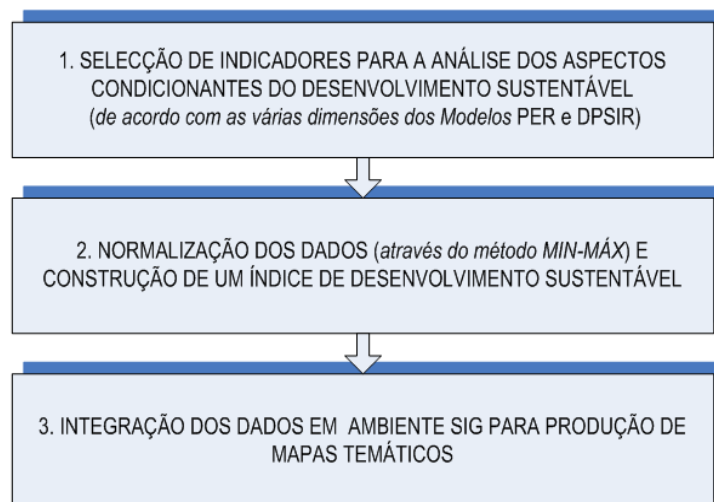 1. SELECÇÃO DE INDICADORES PARA A ANÁLISE DOS ASPECTOS
CONDICIONANTES DO DESENVOLVIMENTO SUSTENTÁVEL
(de acordo com as várias dimensões dos Modelos PER e DPSIR)
2. NORMALIZAÇÃO DOS DADOS (através do método MIN-MÁX) E
CONSTRUÇÃO DE UM ÍNDICE DE DESENVOLVIMENTO SUSTENTÁVEL
3. INTEGRAÇÃO DOS DADOS EM AMBIENTE SIG PARA PRODUÇÃO DE
MAPAS TEMÁTICOS